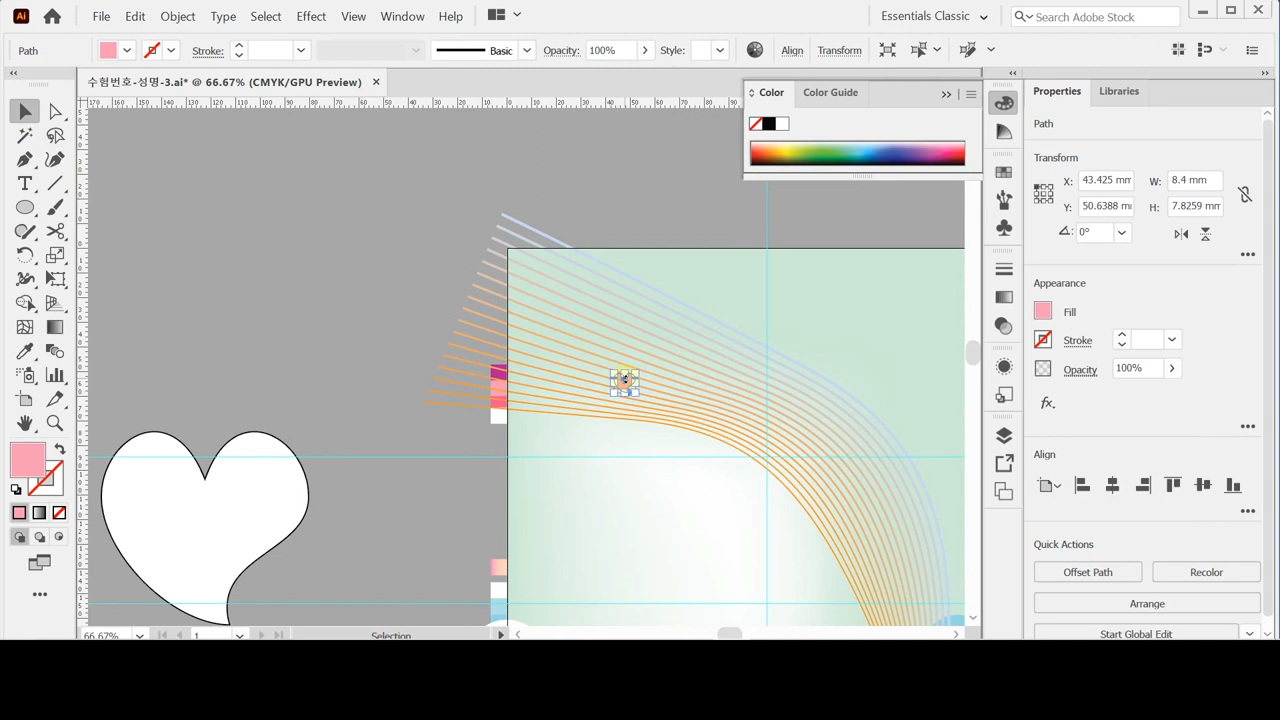 Ai File Edit Object Type Select Effect View Window Help Essentials Classic Search Adobe Stock
Path Stroke: Basic Opacity: 100% Style: Align Transform
수험번호-성명-3.ai* @ 66.67% (CMYK/GPU Preview)
Color Color Guide
Properties Libraries
Path
Transform
X: 43.425 mm W: 8.4 mm
Y: 50.6388 mm H: 7.8259 mm
0°
Appearance
Fill
Stroke
Opacity 100%
fx.
Align
Quick Actions
Offset Path Recolor
Arrange
Start Global Edit
66.67% 1 Selection